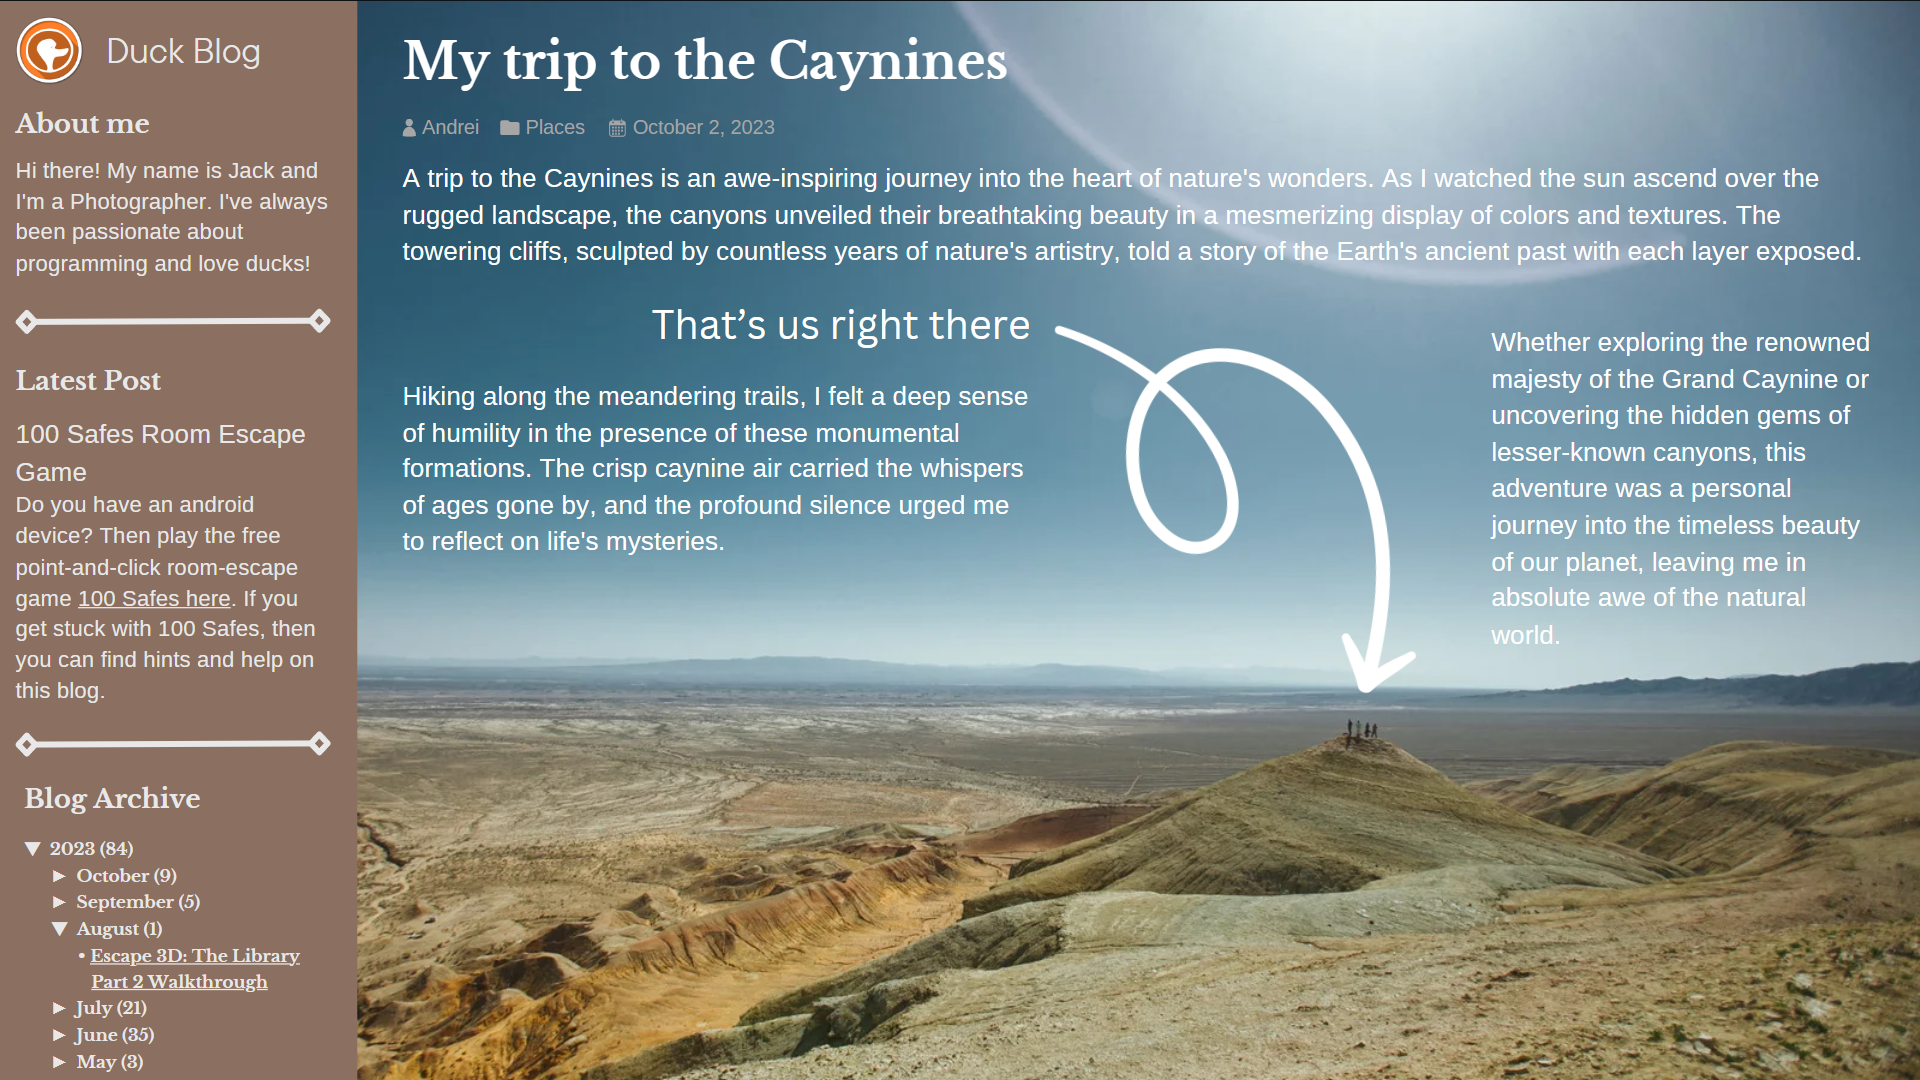 Duck Blog
About me
Hi there! My name is Jack and
I'm a Photographer. I've always
been passionate about
programming and love ducks!
Latest Post
100 Safes Room Escape
Game
Do you have an android
device? Then play the free
point-and-click room-escape
game 100 Safes here. If you
get stuck with 100 Safes, then
you can find hints and help on
this blog.
Blog Archive
▼ 2023 (84)
► October (9)
► September (5)
▼ August (1)
• Escape 3D: The Library
Part 2 Walkthrough
► July (21)
► June (35)
► May (3)
My trip to the Caynines
Andrei Places October 2, 2023
A trip to the Caynines is an awe-inspiring journey into the heart of nature's wonders. As I watched the sun ascend over the
rugged landscape, the canyons unveiled their breathtaking beauty in a mesmerizing display of colors and textures. The
towering cliffs, sculpted by countless years of nature's artistry, told a story of the Earth's ancient past with each layer exposed.
That’s us right there
Hiking along the meandering trails, I felt a deep sense
of humility in the presence of these monumental
formations. The crisp caynine air carried the whispers
of ages gone by, and the profound silence urged me
to reflect on life's mysteries.
Whether exploring the renowned
majesty of the Grand Caynine or
uncovering the hidden gems of
lesser-known canyons, this
adventure was a personal
journey into the timeless beauty
of our planet, leaving me in
absolute awe of the natural
world.